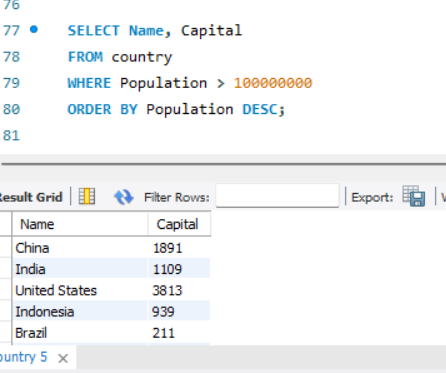 76
77 SELECT Name, Capital
78 FROM country
79 WHERE Population > 100000000
80 ORDER BY Population DESC;
81
Result Grid Filter Rows: Export:
Name Capital
China 1891
India 1109
United States 3813
Indonesia 939
Brazil 211
ountry 5